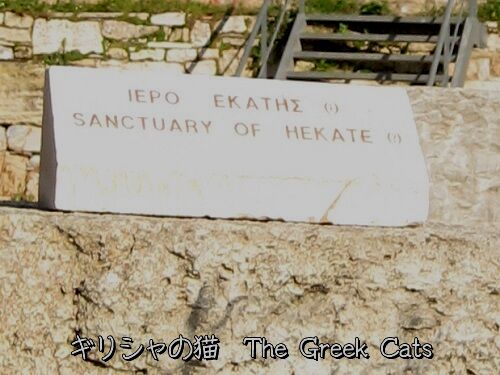 ΙΕΡΟ ΕΚΑΤΗΣ (;)
SANCTUARY OF HEKATE (?)
ギリシャの猫 The Greek Cats